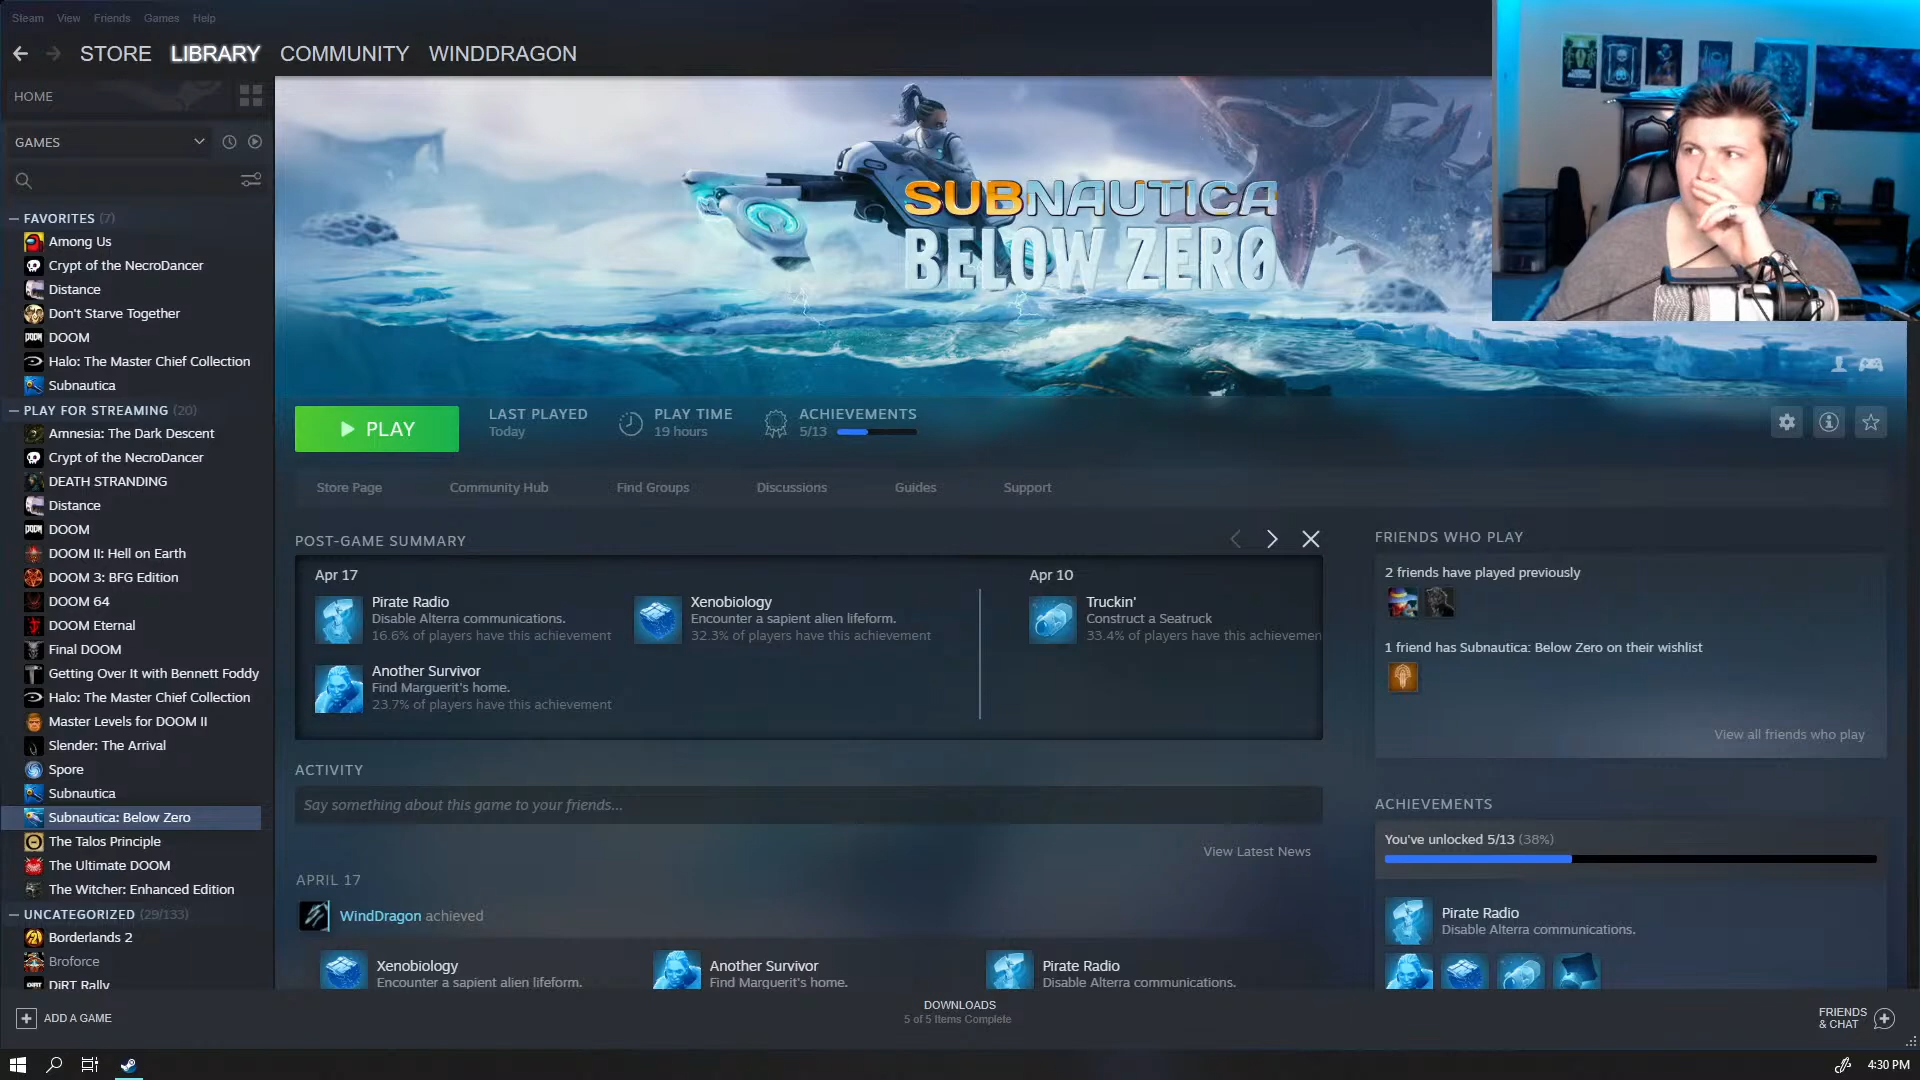 Steam View Friends Games Help
STORE LIBRARY COMMUNITY WINDDRAGON
HOME
GAMES
FAVORITES (7)
Among Us
Crypt of the NecroDancer
Distance
Don't Starve Together
DOOM
Halo: The Master Chief Collection
Subnautica
PLAY FOR STREAMING (20)
Amnesia: The Dark Descent
Crypt of the NecroDancer
DEATH STRANDING
Distance
DOOM
DOOM II: Hell on Earth
DOOM 3: BFG Edition
DOOM 64
DOOM Eternal
Final DOOM
Getting Over It with Bennett Foddy
Halo: The Master Chief Collection
Master Levels for DOOM II
Slender: The Arrival
Spore
Subnautica
Subnautica: Below Zero
The Talos Principle
The Ultimate DOOM
The Witcher: Enhanced Edition
UNCATEGORIZED (29/133)
Borderlands 2
Broforce
DiRT Rally
ADD A GAME
SUBNAUTICA
BELOW ZERO
PLAY
LAST PLAYED
Today
PLAY TIME
19 hours
ACHIEVEMENTS
5/13
Store Page Community Hub Find Groups Discussions Guides Support
POST-GAME SUMMARY
Apr 17
Pirate Radio
Disable Alterra communications.
16.6% of players have this achievement
Xenobiology
Encounter a sapient alien lifeform.
32.3% of players have this achievement
Another Survivor
Find Marguerit's home.
23.7% of players have this achievement
Apr 10
Truckin'
Construct a Seatruck
33.4% of players have this achievemen
ACTIVITY
Say something about this game to your friends...
View Latest News
APRIL 17
WindDragon achieved
Xenobiology
Encounter a sapient alien lifeform.
Another Survivor
Find Marguerit's home.
Pirate Radio
Disable Alterra communications.
FRIENDS WHO PLAY
2 friends have played previously
1 friend has Subnautica: Below Zero on their wishlist
View all friends who play
ACHIEVEMENTS
You've unlocked 5/13 (38%)
Pirate Radio
Disable Alterra communications.
DOWNLOADS
5 of 5 Items Complete
FRIENDS
& CHAT
4:30 PM